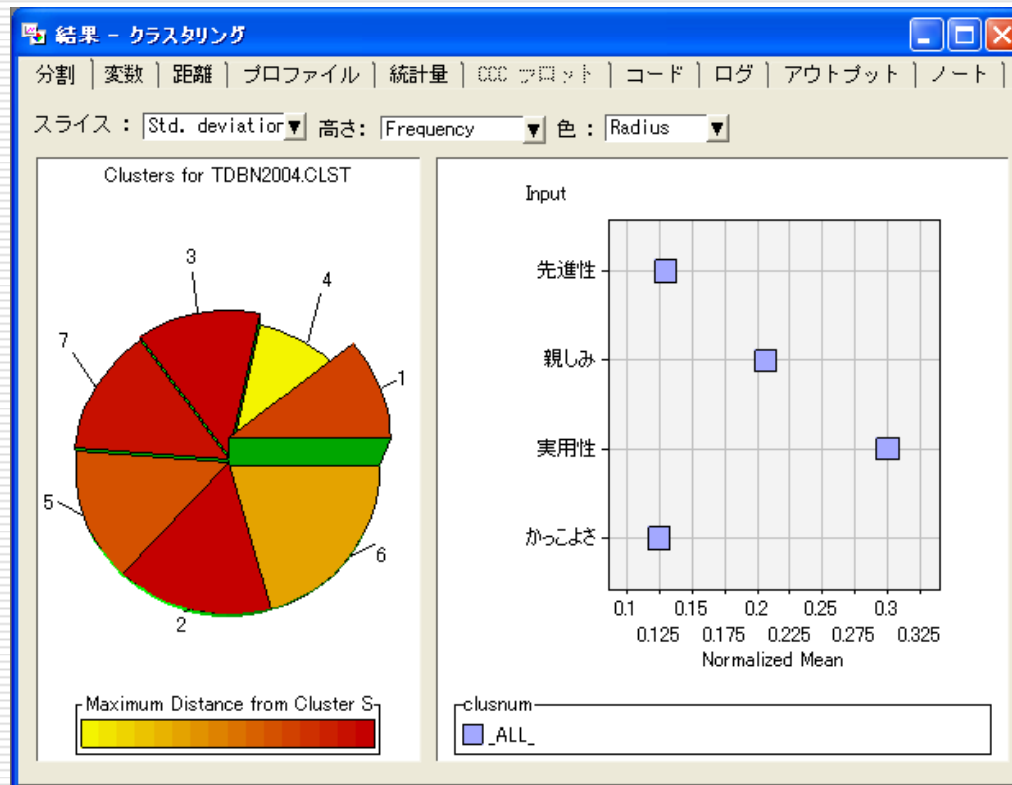 結果 - クラスタリング
分割 変数 距離 プロファイル 統計量 CCC プロット コード ログ アウトプット ノート
スライス : Std. deviation 高さ: Frequency 色 : Radius
Clusters for TDBN2004.CLST
3
4
7
1
5
6
2
Maximum Distance from Cluster S
Input
先進性
親しみ
実用性
かっこよさ
0.1 0.15 0.2 0.25 0.3
0.125 0.175 0.225 0.275 0.325
Normalized Mean
clusnum
_ALL_